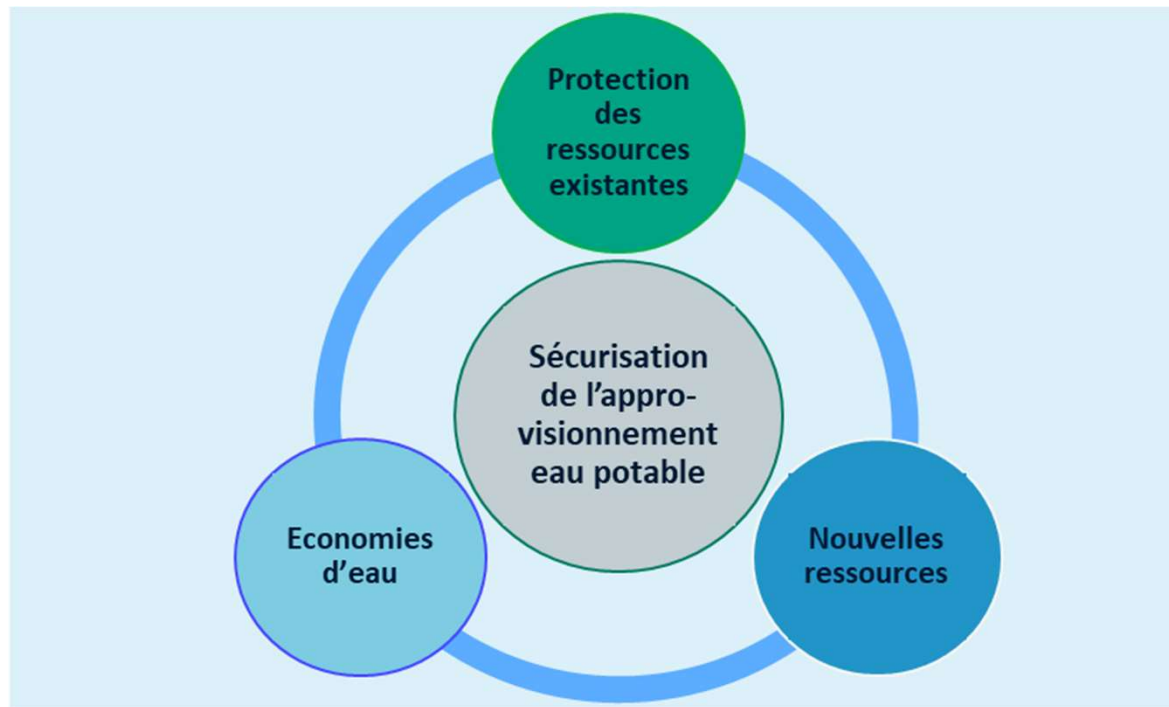 Protection
des
ressources
existantes
Sécurisation
de l’appro-
visionnement
eau potable
Economies
d’eau
Nouvelles
ressources